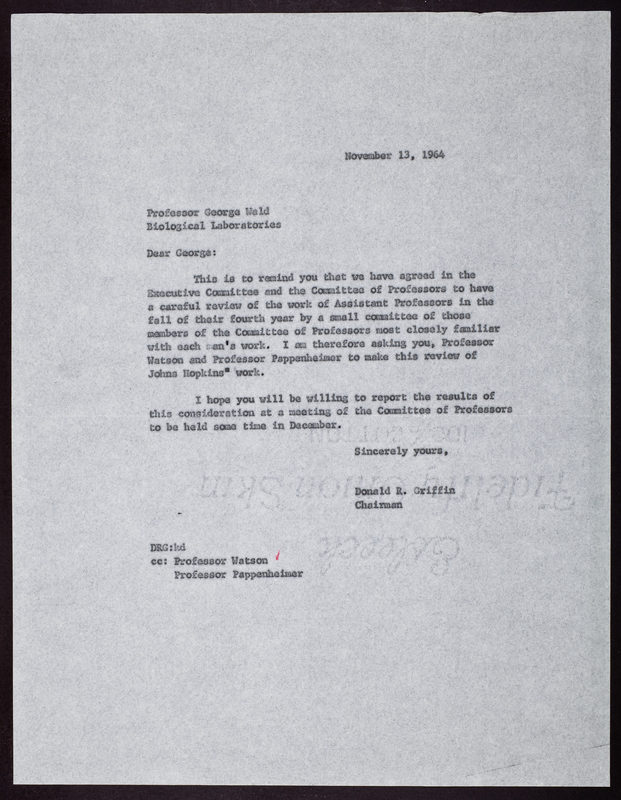 November 13, 1964
Professor George Wald
Biological Laboratories
Dear George:
This is to remind you that we have agreed in the
Executive Committee and the Committee of Professors to have
a careful review of the work of Assistant Professors in the
fall of their fourth year by a small committee of those
members of the Committee of Professors most closely familiar
with each man's work. I am therefore asking you, Professor
Watson and Professor Pappenheimer to make this review of
Johns Hopkins' work.
I hope you will be willing to report the results of
this consideration at a meeting of the Committee of Professors
to be held some time in December.
Sincerely yours,
Donald R. Griffin
Chairman
DRG:kd
cc: Professor Watson
Professor Pappenheimer
Fidelity Onion Skin